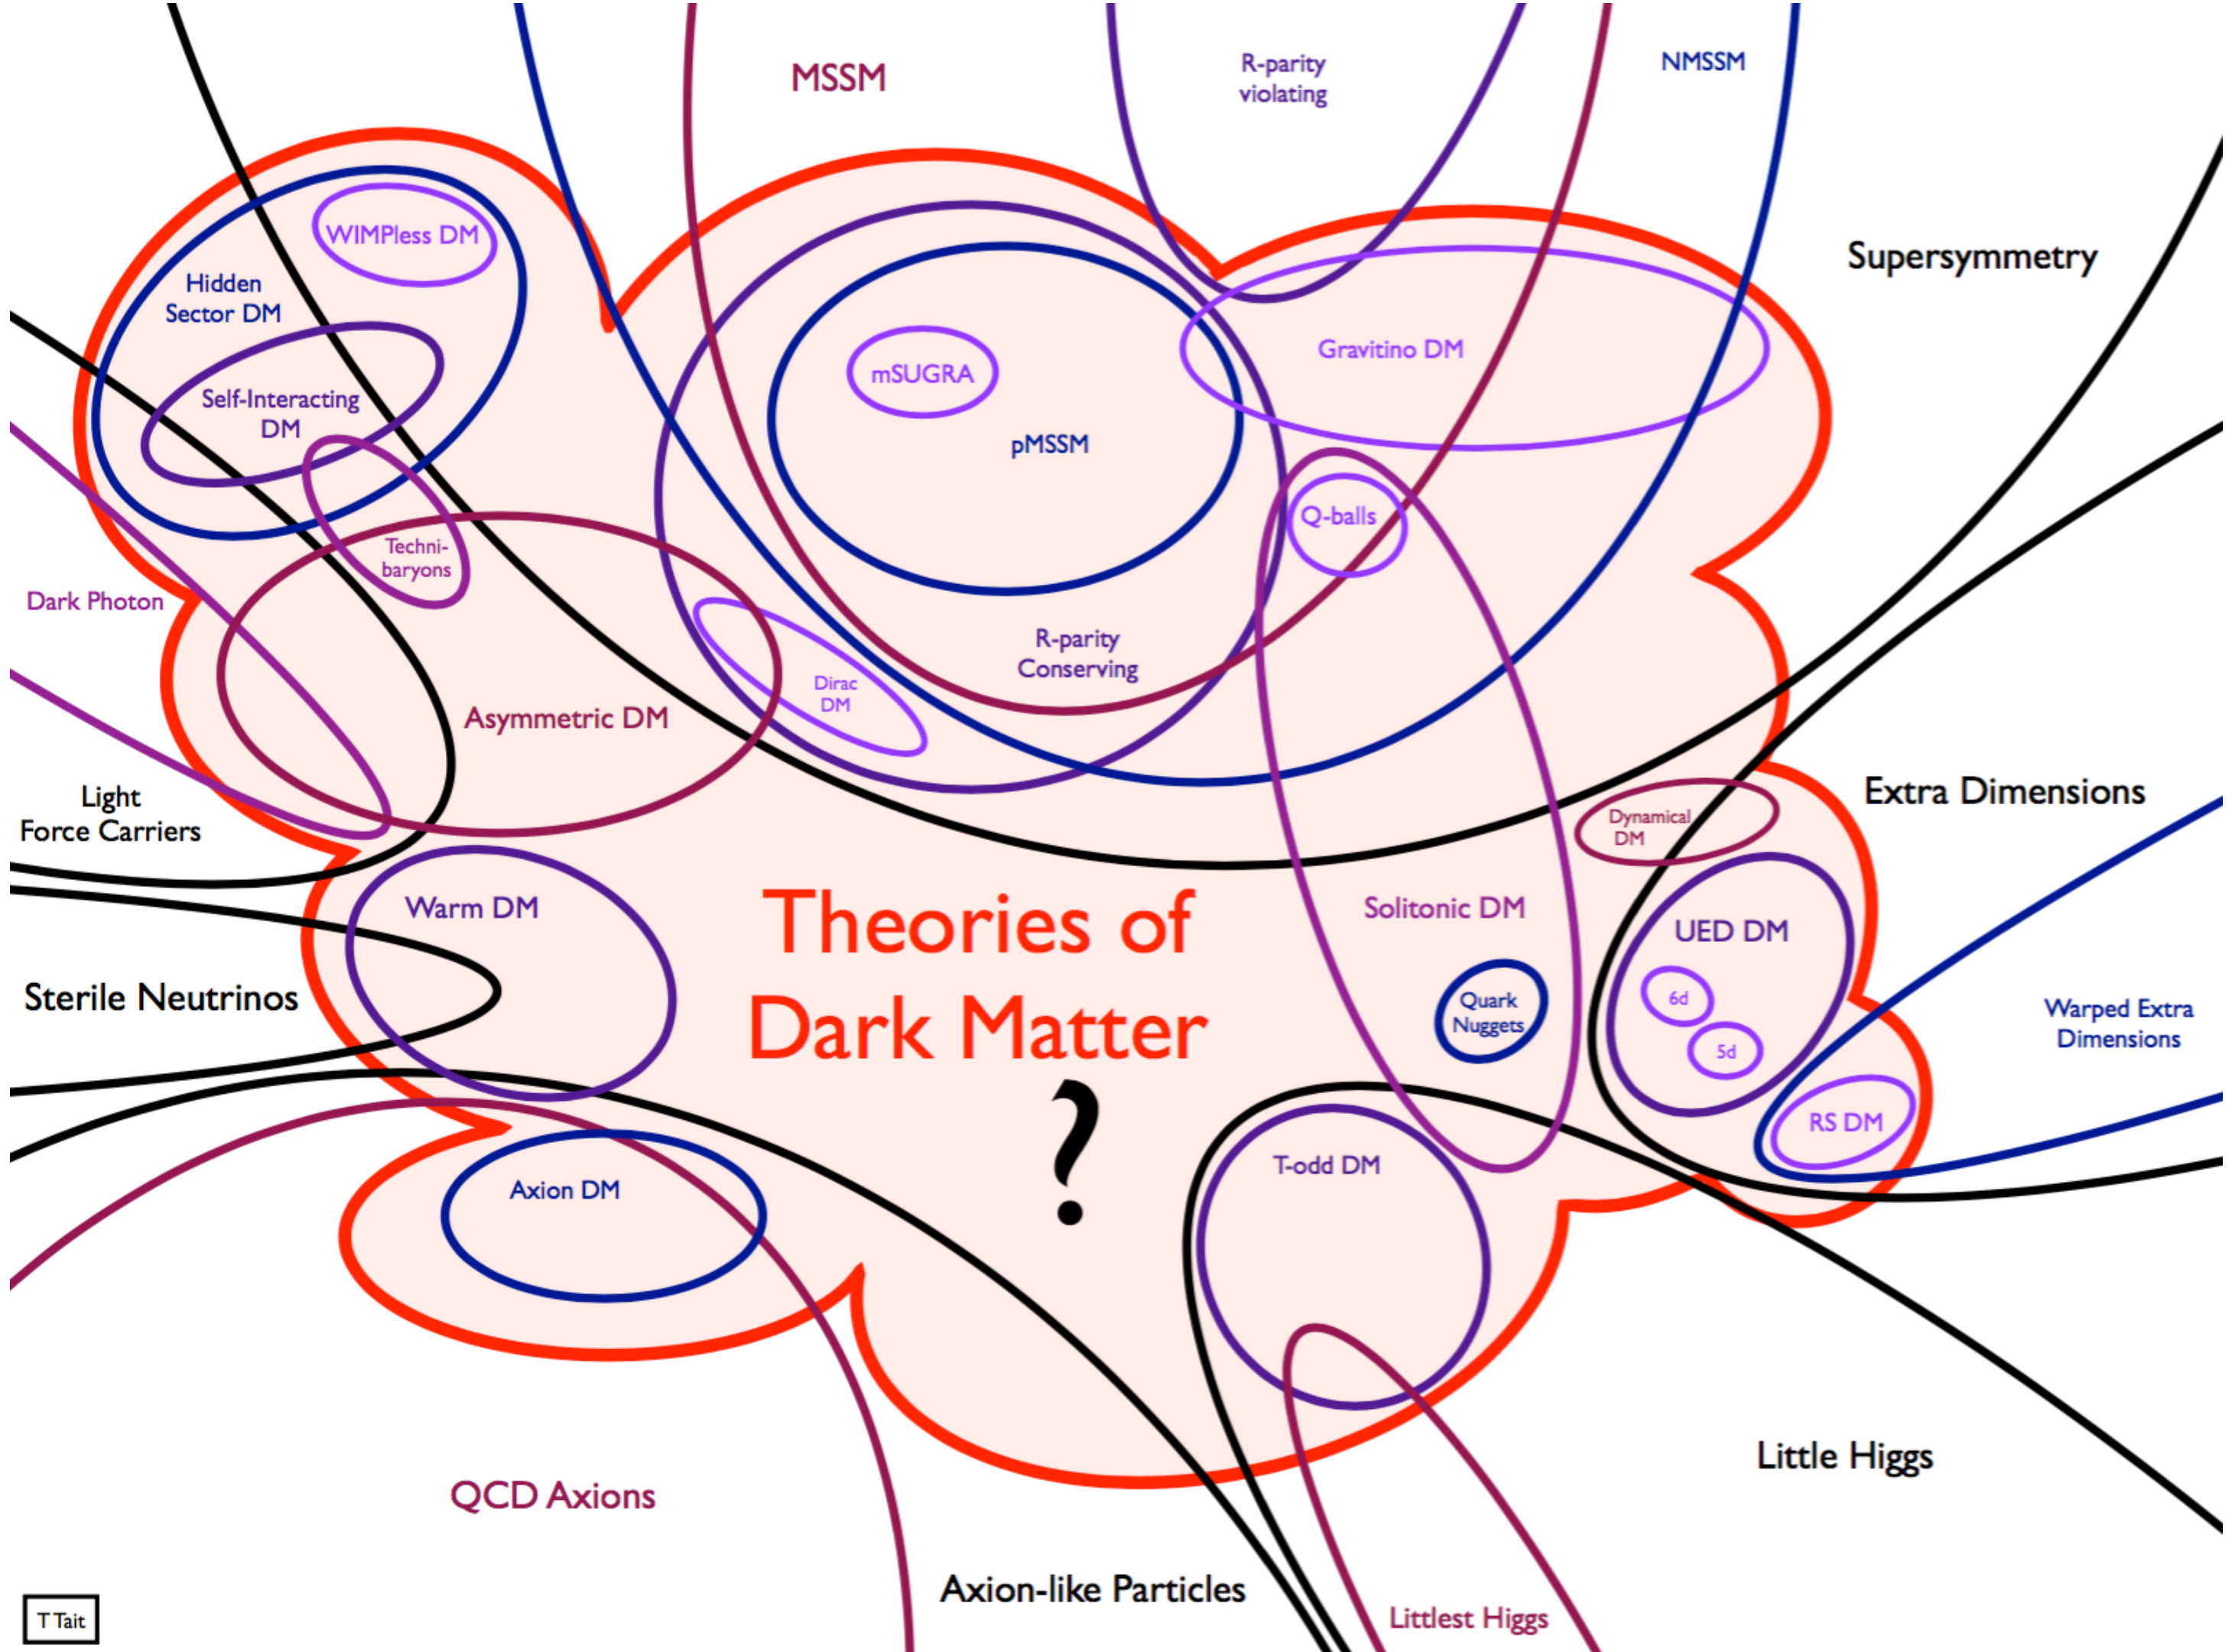 MSSM
R-parity
violating
NMSSM
WIMPless DM
Supersymmetry
Hidden
Sector DM
Gravitino DM
mSUGRA
Self-Interacting
DM
pMSSM
Q-balls
Techni-
baryons
Dark Photon
R-parity
Conserving
Dirac
DM
Asymmetric DM
Light
Force Carriers
Extra Dimensions
Dynamical
DM
Warm DM
Theories of
Dark Matter
?
Solitonic DM
UED DM
Sterile Neutrinos
Quark
Nuggets
6d
5d
Warped Extra
Dimensions
RS DM
T-odd DM
Axion DM
Little Higgs
QCD Axions
Axion-like Particles
Littlest Higgs
T Tait